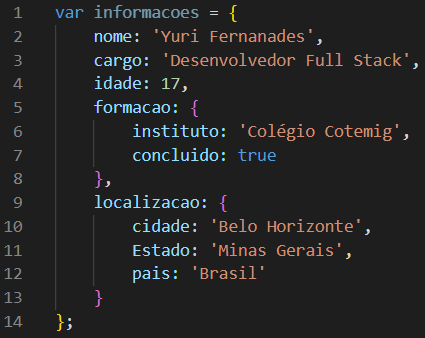 1 var informacoes = {
2 nome: 'Yuri Fernanades',
3 cargo: 'Desenvolvedor Full Stack',
4 idade: 17,
5 formacao: {
6 instituto: 'Colégio Cotemig',
7 concluido: true
8 },
9 localizacao: {
10 cidade: 'Belo Horizonte',
11 Estado: 'Minas Gerais',
12 pais: 'Brasil'
13 }
14 };